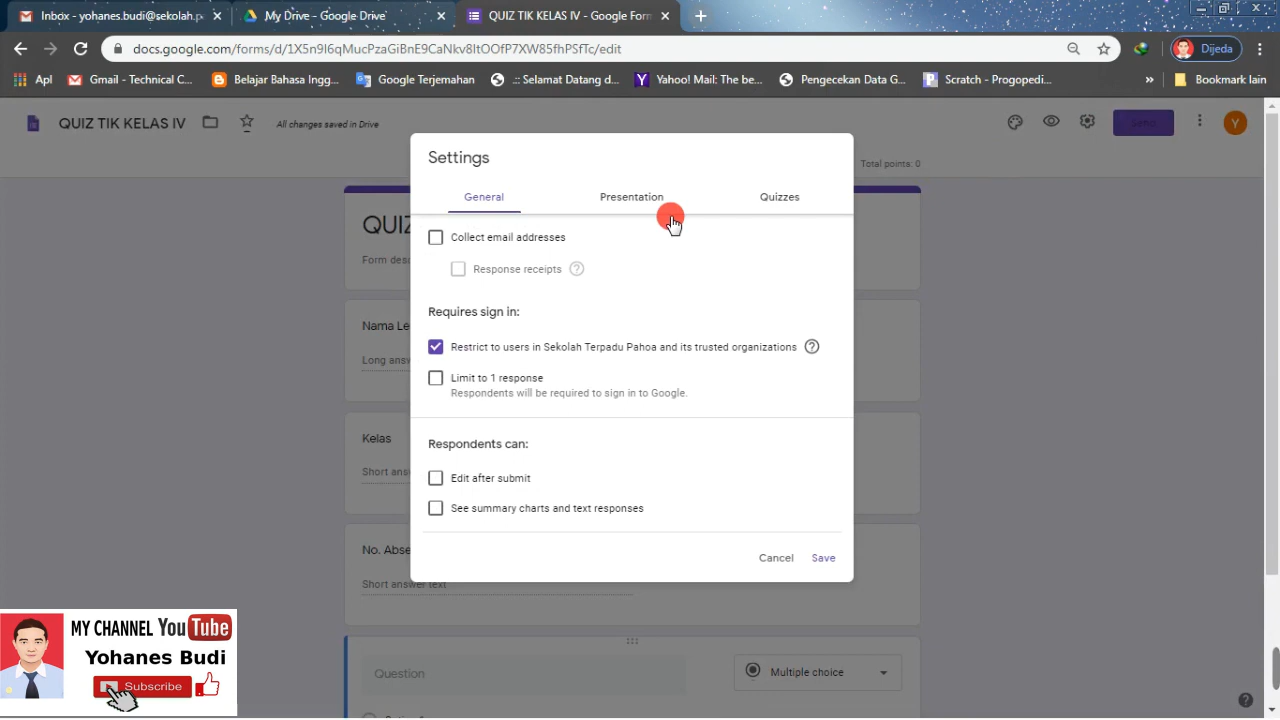 Inbox - yohanes.budi@sekolah.p
My Drive - Google Drive
QUIZ TIK KELAS IV - Google Form
docs.google.com/forms/d/1X5n9I6qMucPzaGiBnE9CaNkv8ItOOfP7XW85fhPSfTc/edit
Dijeda
Apl
Gmail - Technical C...
Belajar Bahasa Ingg...
Google Terjemahan
.:: Selamat Datang d...
Yahoo! Mail: The be...
Pengecekan Data G...
Scratch - Progopedi...
»
Bookmark lain
QUIZ TIK KELAS IV
All changes saved in Drive
Send
Y
Total points: 0
Settings
General
Presentation
Quizzes
QUIZ
Form des
Collect email addresses
Response receipts
Requires sign in:
Nama Le
Restrict to users in Sekolah Terpadu Pahoa and its trusted organizations
Long answ
Limit to 1 response
Respondents will be required to sign in to Google.
Kelas
Respondents can:
Short answ
Edit after submit
See summary charts and text responses
No. Abse
Cancel
Save
Short answer text
MY CHANNEL YouTube
Yohanes Budi
Subscribe
Question
Multiple choice